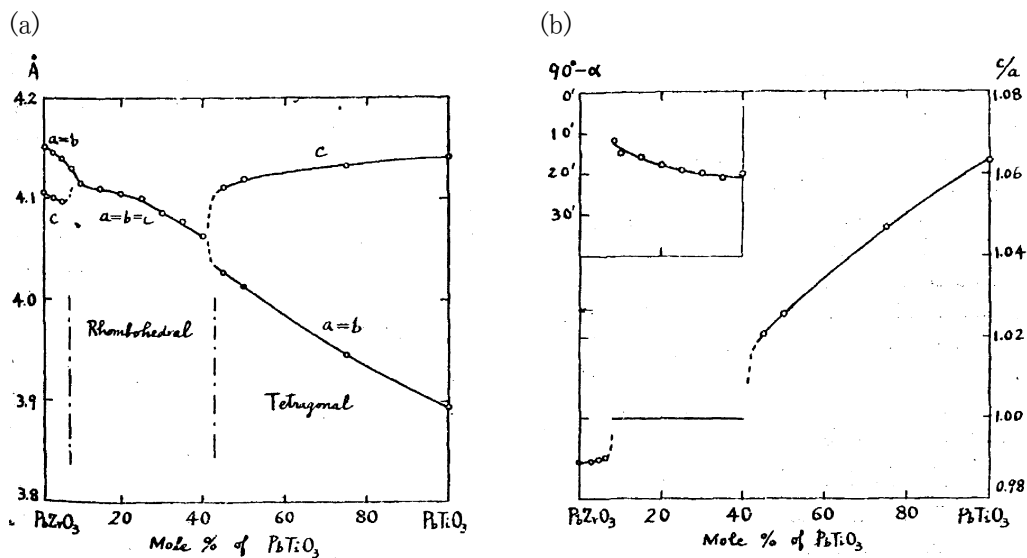 (a)
Å
4.2
4.1
4.0
3.9
3.8
a=b
c
a=b=c
c
a=b
Rhombohedral
Tetragonal
PbZrO₃ 20 40 60 80 PbTiO₃
Mole % of PbTiO₃
(b)
90°-α
0'
10'
20'
30'
c/a
1.08
1.06
1.04
1.02
1.00
0.98
PbZrO₃ 20 40 60 80 PbTiO₃
Mole % of PbTiO₃